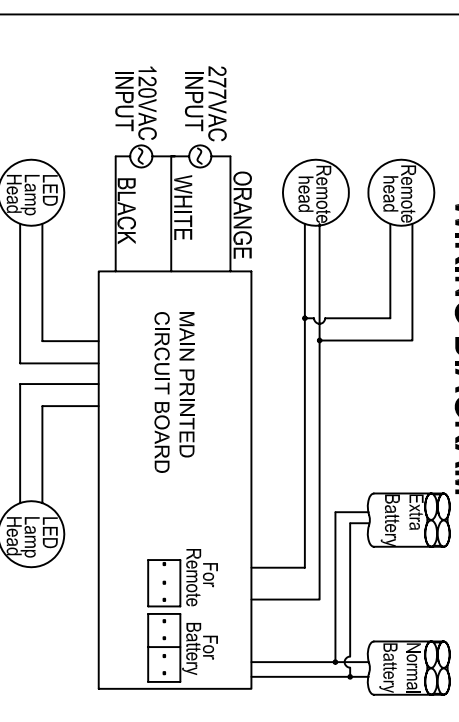 277VAC
INPUT
120VAC
INPUT
ORANGE
WHITE
BLACK
Remote
head
Remote
head
LED
Lamp
Head
LED
Lamp
Head
MAIN PRINTED
CIRCUIT BOARD
For
Remote
For
Battery
Extra
Battery
Normal
Battery